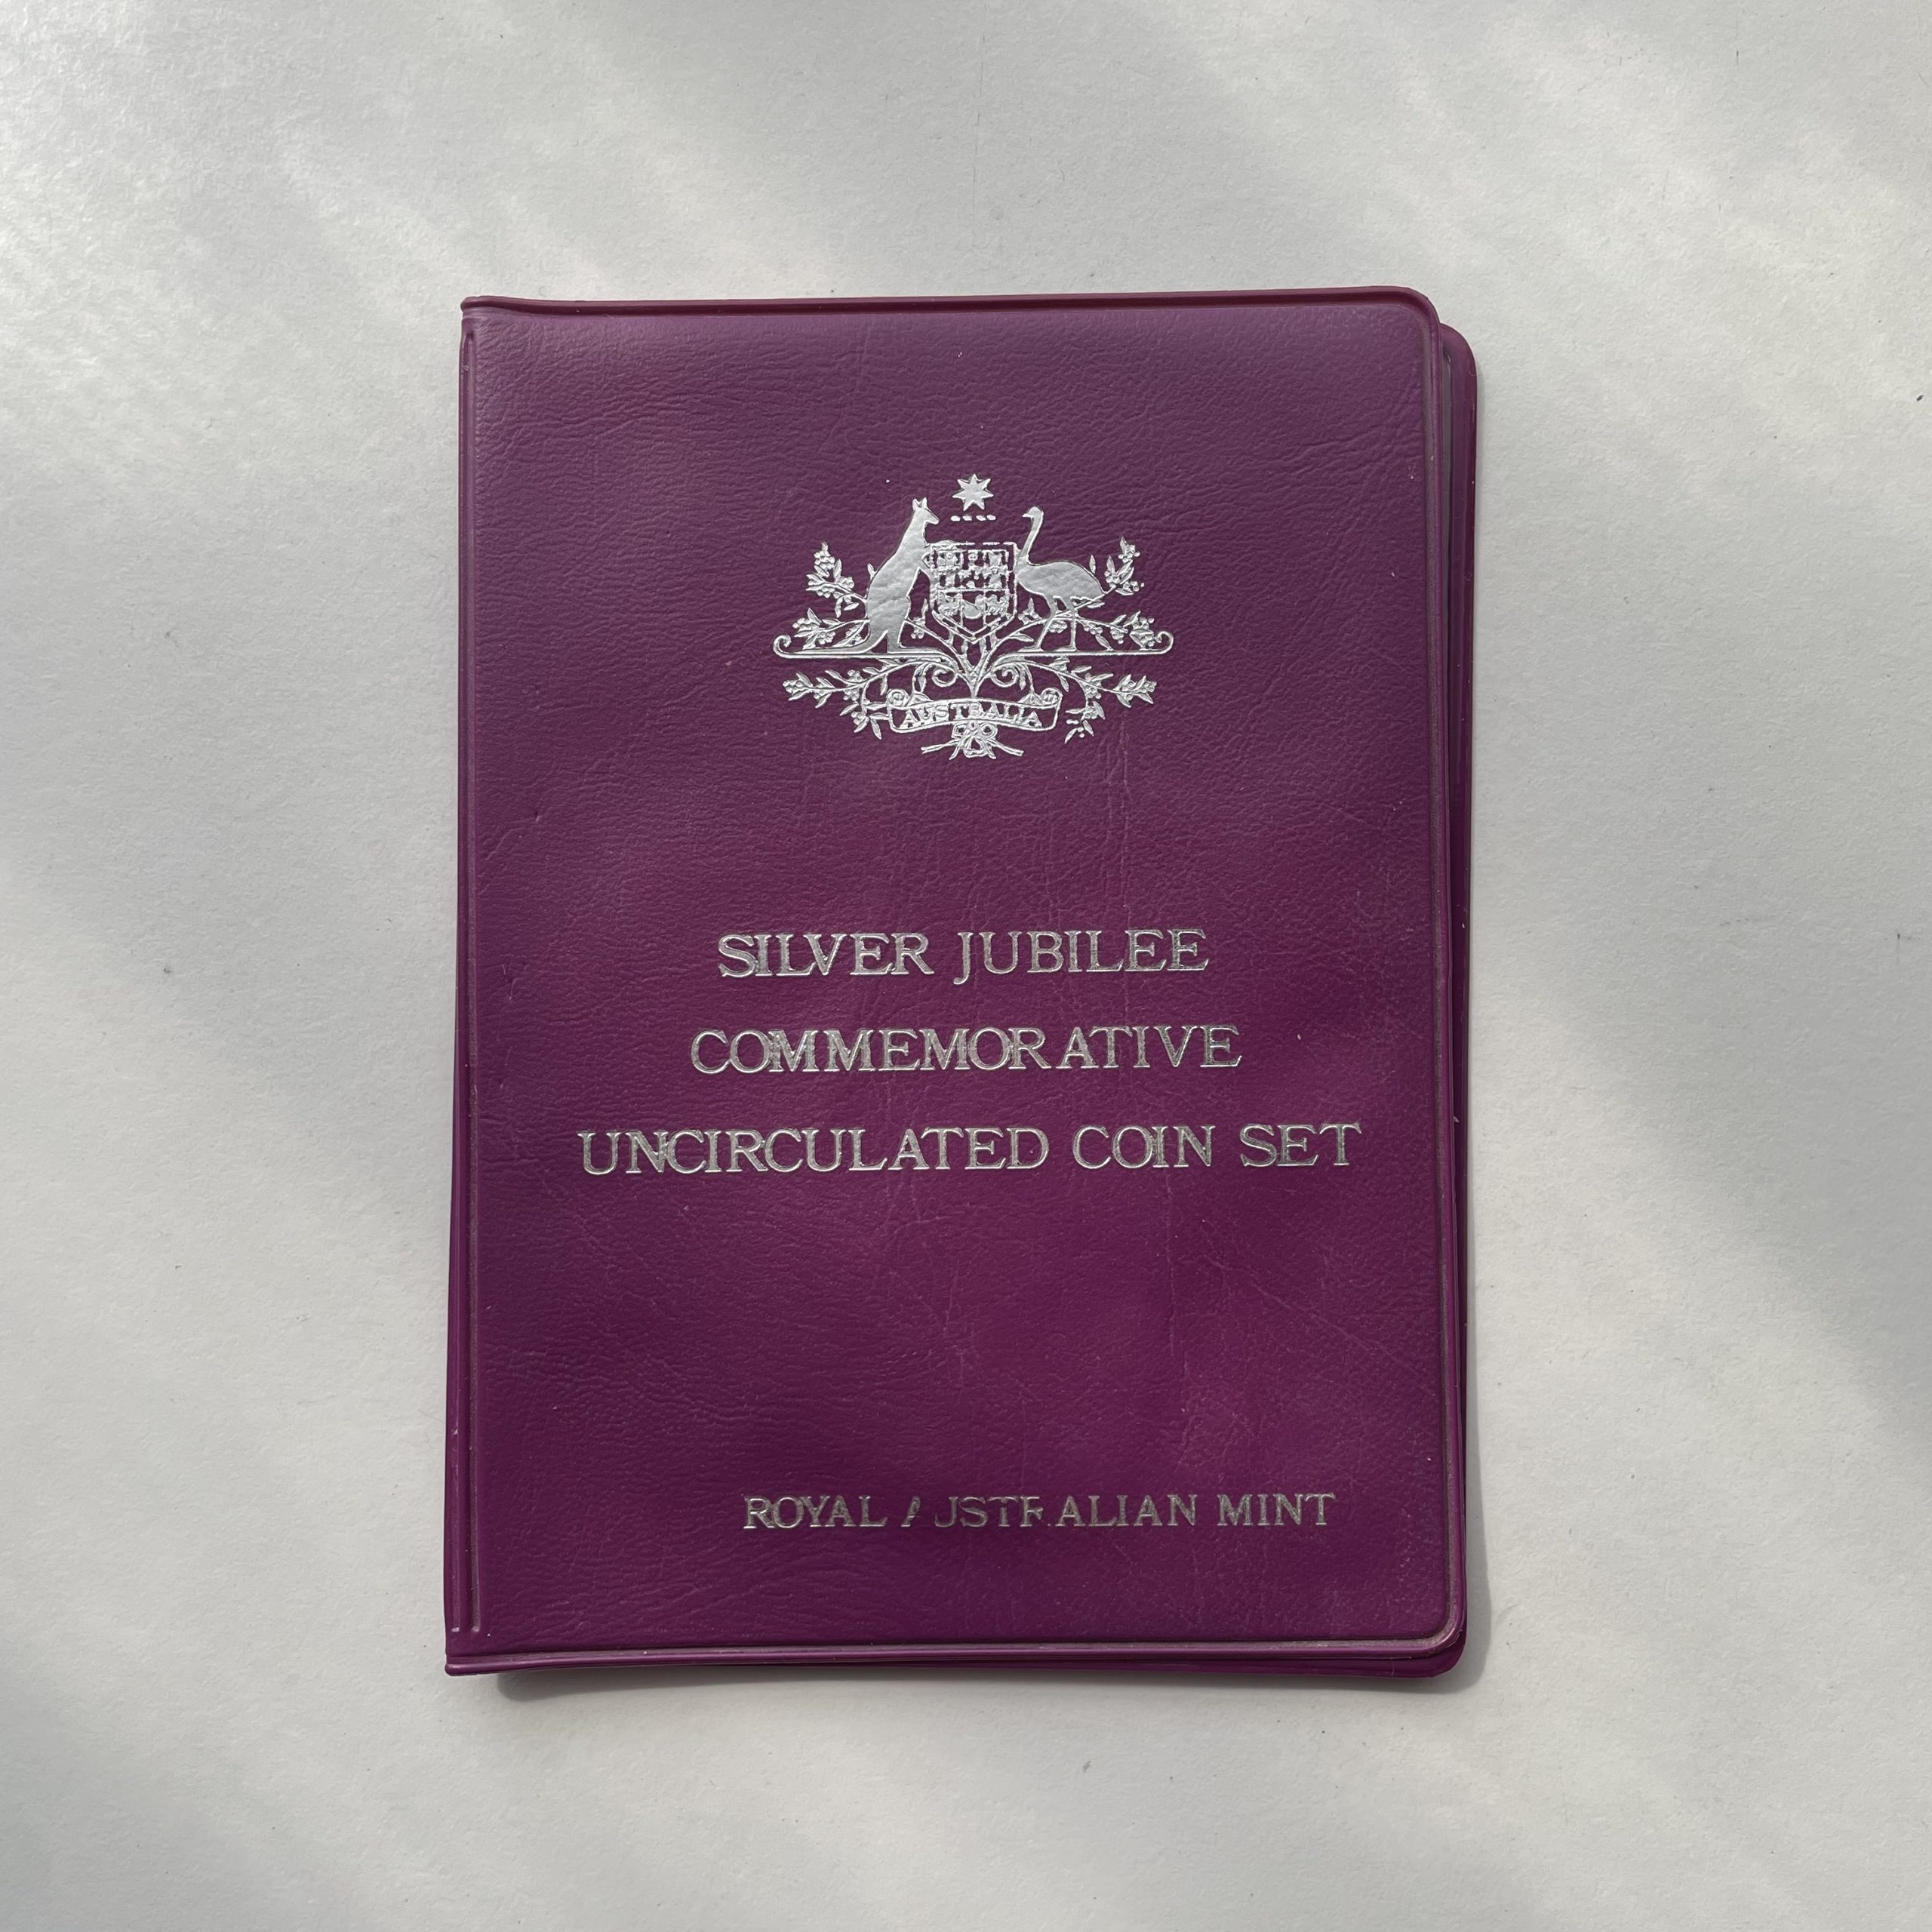 AUSTRALIA
SILVER JUBILEE
COMMEMORATIVE
UNCIRCULATED COIN SET
ROYAL AUSTRALIAN MINT